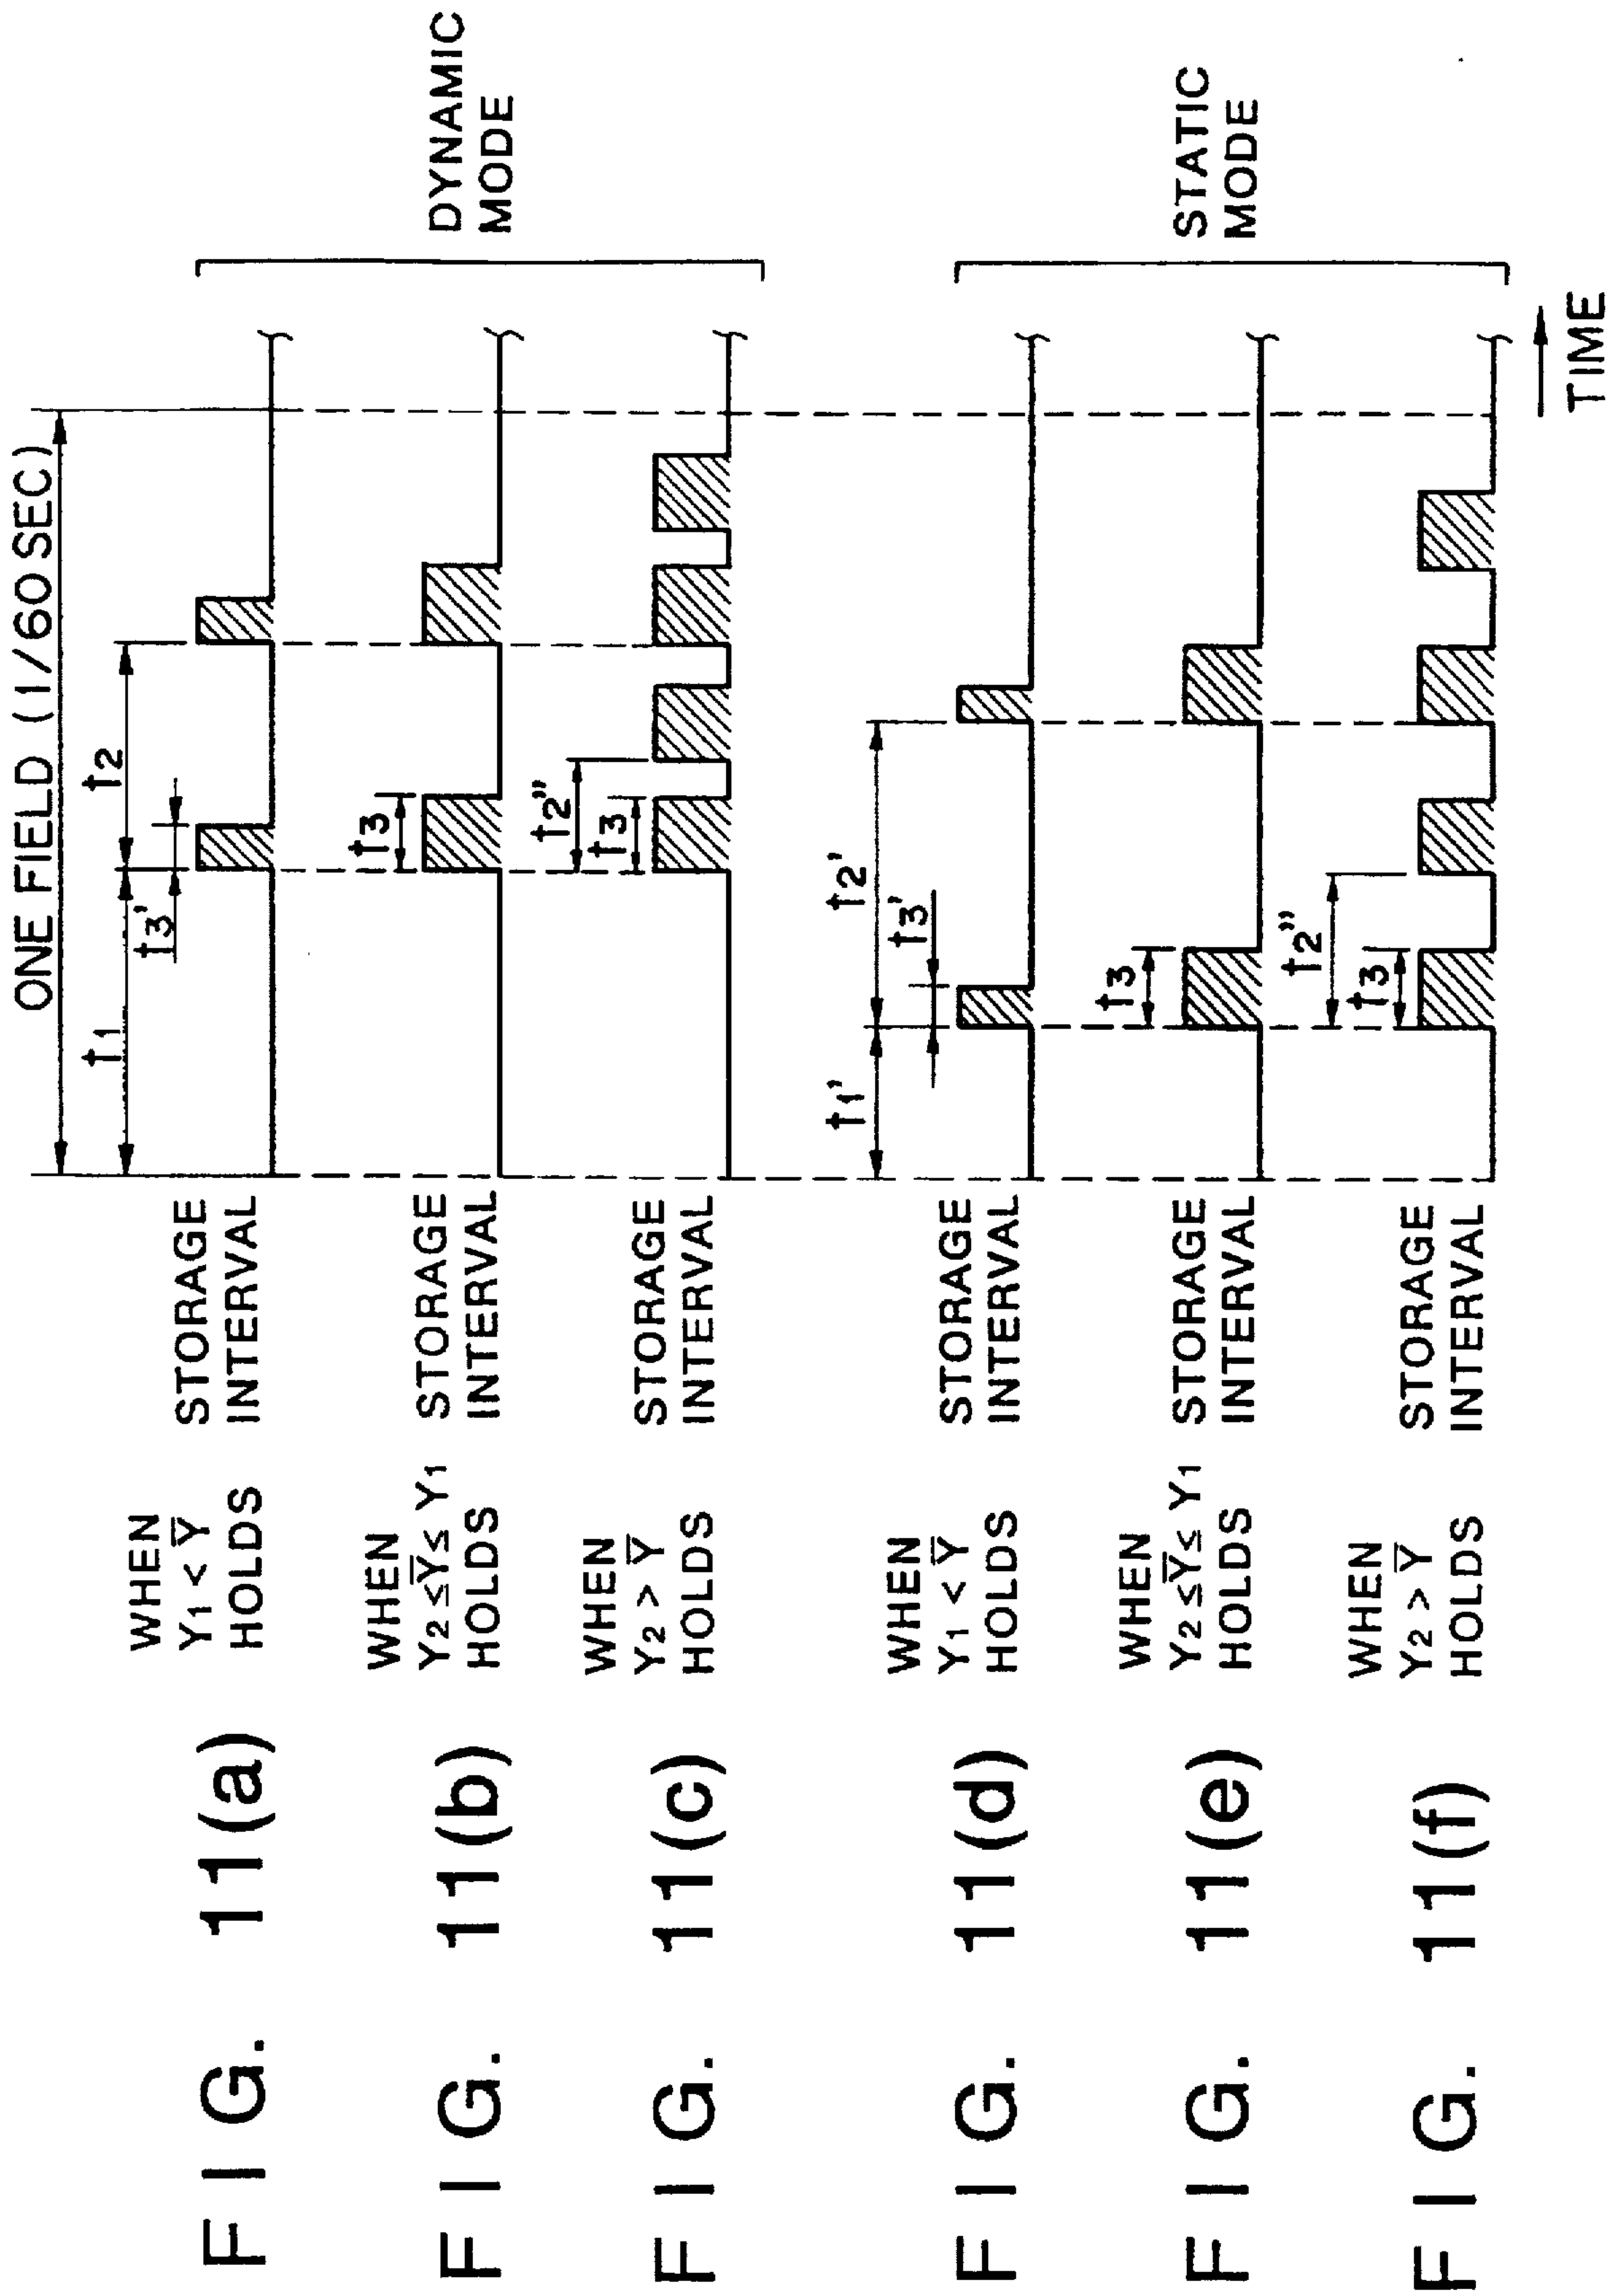 ONE FIELD (1/60 SEC)
FIG. 11(a)
WHEN
Y1 < Y̅
HOLDS
STORAGE
INTERVAL
t1
t3'
t2
FIG. 11(b)
WHEN
Y2 ≤ Y̅ ≤ Y1
HOLDS
STORAGE
INTERVAL
t3
FIG. 11(c)
WHEN
Y2 > Y̅
HOLDS
STORAGE
INTERVAL
t2"
t3
DYNAMIC
MODE
FIG. 11(d)
WHEN
Y1 < Y̅
HOLDS
STORAGE
INTERVAL
t1'
t2'
t3'
FIG. 11(e)
WHEN
Y2 ≤ Y̅ ≤ Y1
HOLDS
STORAGE
INTERVAL
t3
FIG. 11(f)
WHEN
Y2 > Y̅
HOLDS
STORAGE
INTERVAL
t2"
t3
STATIC
MODE
TIME